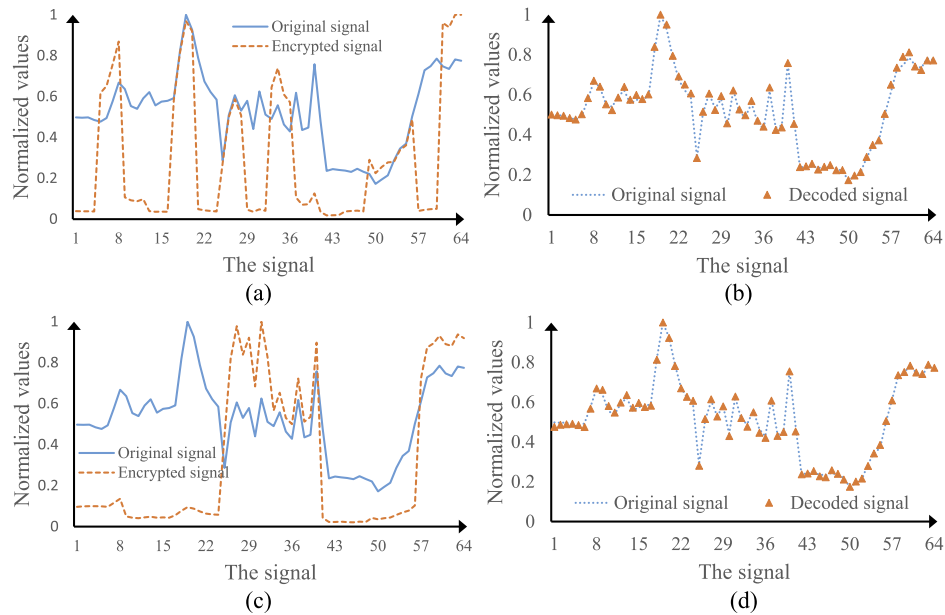 Normalized values
1
0.8
0.6
0.4
0.2
0
Original signal
Encrypted signal
1 8 15 22 29 36 43 50 57 64
The signal
(a)
Normalized values
1
0.8
0.6
0.4
0.2
0
Original signal Decoded signal
1 8 15 22 29 36 43 50 57 64
The signal
(b)
Normalized values
1
0.8
0.6
0.4
0.2
0
Original signal
Encrypted signal
1 8 15 22 29 36 43 50 57 64
The signal
(c)
Normalized values
1
0.8
0.6
0.4
0.2
0
Original signal Decoded signal
1 8 15 22 29 36 43 50 57 64
The signal
(d)